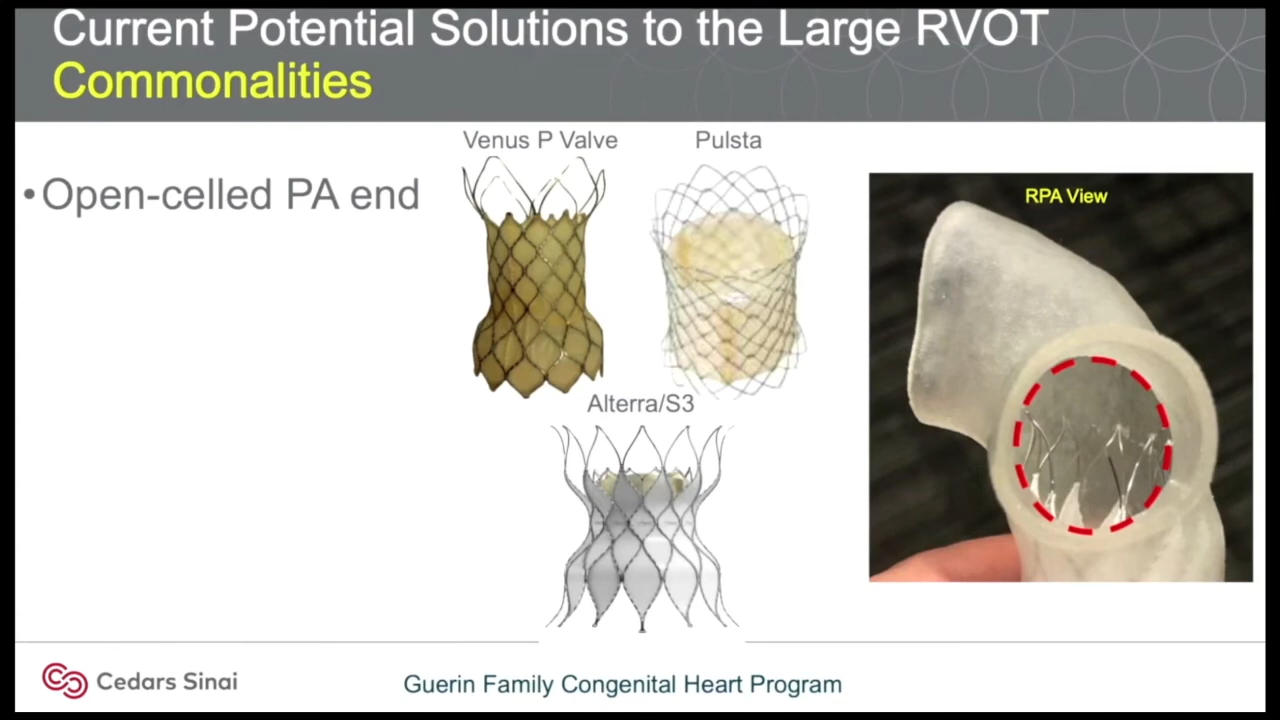 Current Potential Solutions to the Large RVOT
Commonalities
• Open-celled PA end
Venus P Valve
Pulsta
Alterra/S3
RPA View
Cedars Sinai
Guerin Family Congenital Heart Program